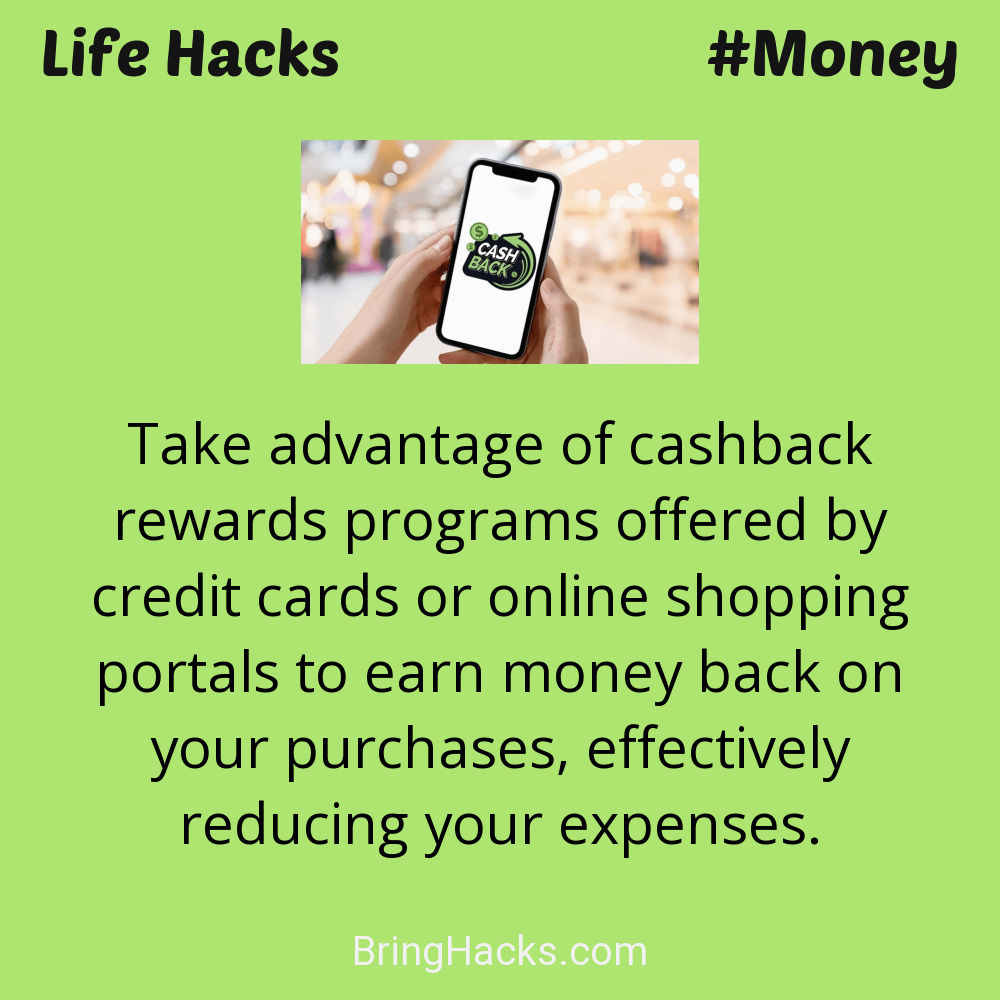 Life Hacks
#Money
$
CASH
BACK
Take advantage of cashback
rewards programs offered by
credit cards or online shopping
portals to earn money back on
your purchases, effectively
reducing your expenses.
BringHacks.com